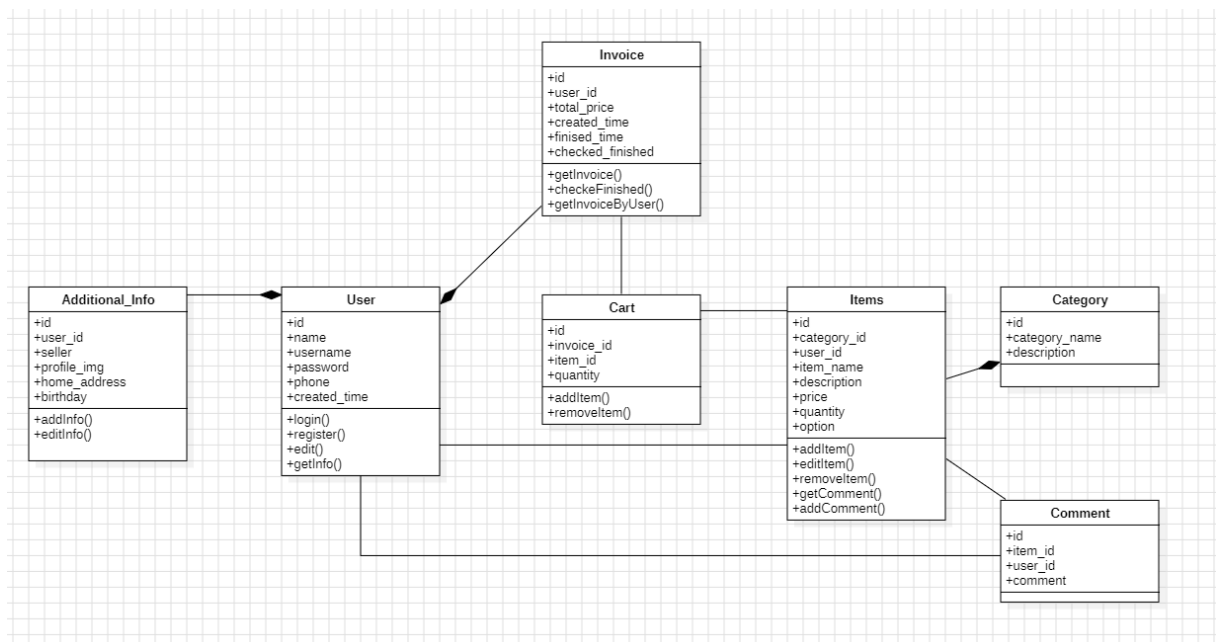 Invoice
+id
+user_id
+total_price
+created_time
+finised_time
+checked_finished
+getInvoice()
+checkeFinished()
+getInvoiceByUser()
Additional_Info
+id
+user_id
+seller
+profile_img
+home_address
+birthday
+addInfo()
+editInfo()
User
+id
+name
+username
+password
+phone
+created_time
+login()
+register()
+edit()
+getInfo()
Cart
+id
+invoice_id
+item_id
+quantity
+addItem()
+removeItem()
Items
+id
+category_id
+user_id
+item_name
+description
+price
+quantity
+option
+addItem()
+editItem()
+removeItem()
+getComment()
+addComment()
Category
+id
+category_name
+description
Comment
+id
+item_id
+user_id
+comment